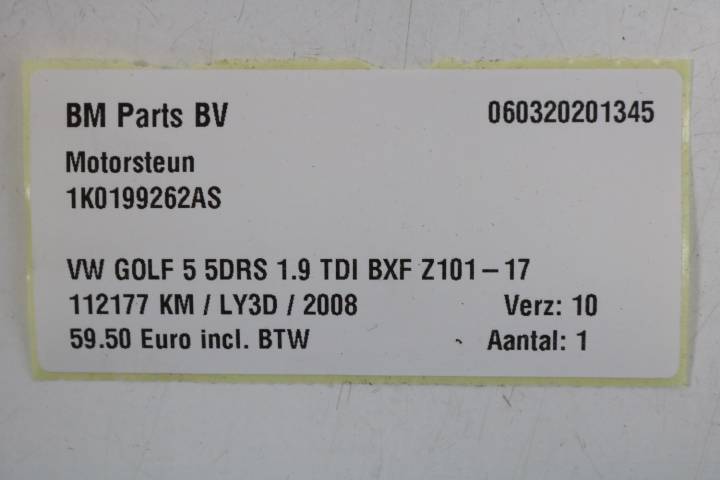 BM Parts BV 060320201345
Motorsteun
1K0199262AS
VW GOLF 5 5DRS 1.9 TDI BXF Z101-17
112177 KM / LY3D / 2008 Verz: 10
59.50 Euro incl. BTW Aantal: 1